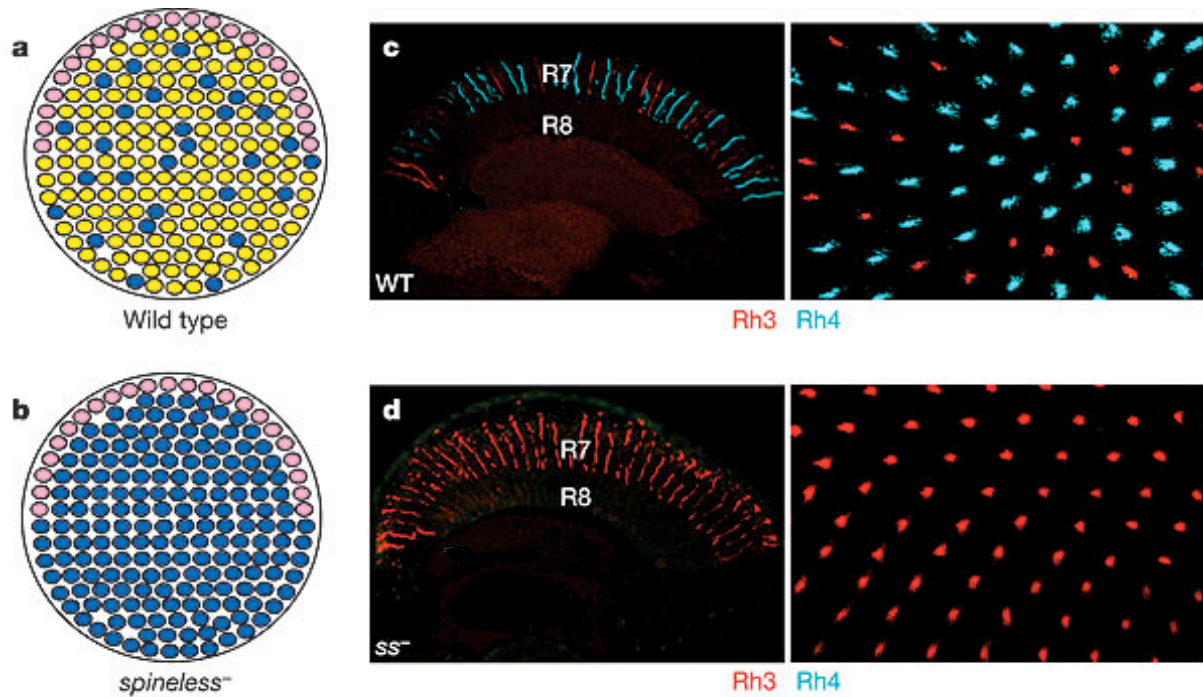 a
Wild type
c
R7
R8
WT
Rh3 Rh4
b
spineless⁻
d
R7
R8
ss⁻
Rh3 Rh4